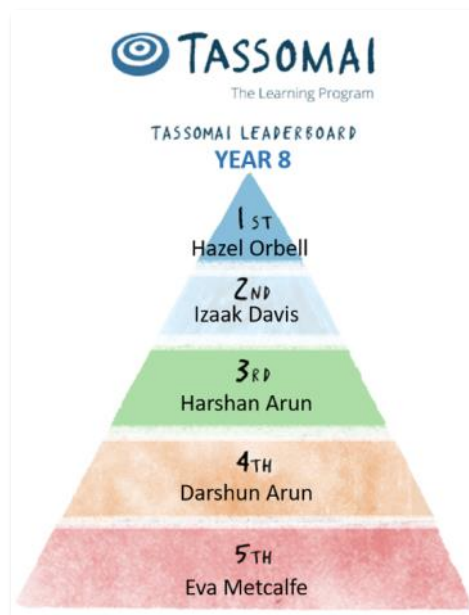 TASSOMAI
The Learning Program
TASSOMAI LEADERBOARD
YEAR 8
1ST
Hazel Orbell
2ND
Izaak Davis
3RD
Harshan Arun
4TH
Darshun Arun
5TH
Eva Metcalfe